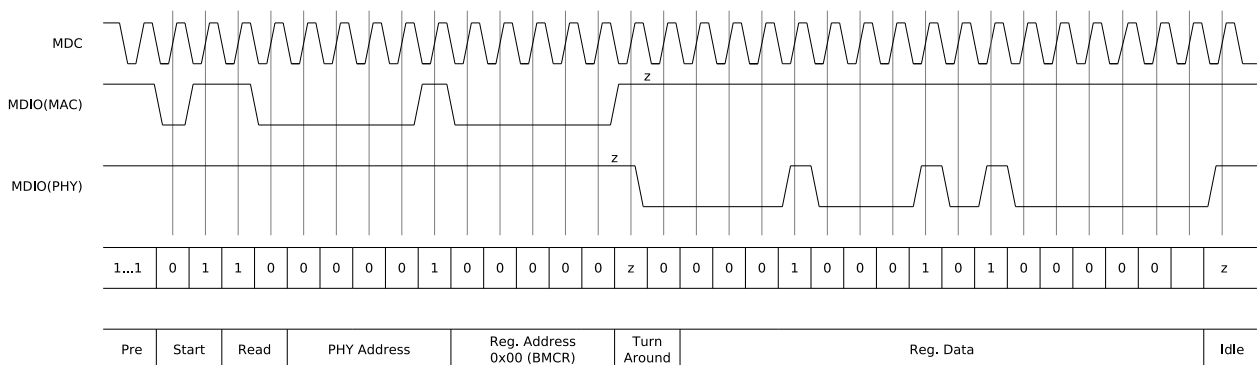 MDC
z
MDIO(MAC)
z
MDIO(PHY)
1...1 0 1 1 0 0 0 0 0 1 0 0 0 0 0 z 0 0 0 0 1 0 0 0 1 0 1 0 0 0 0 0 z
Pre Start Read PHY Address Reg. Address 0x00 (BMCR) Turn Around Reg. Data Idle